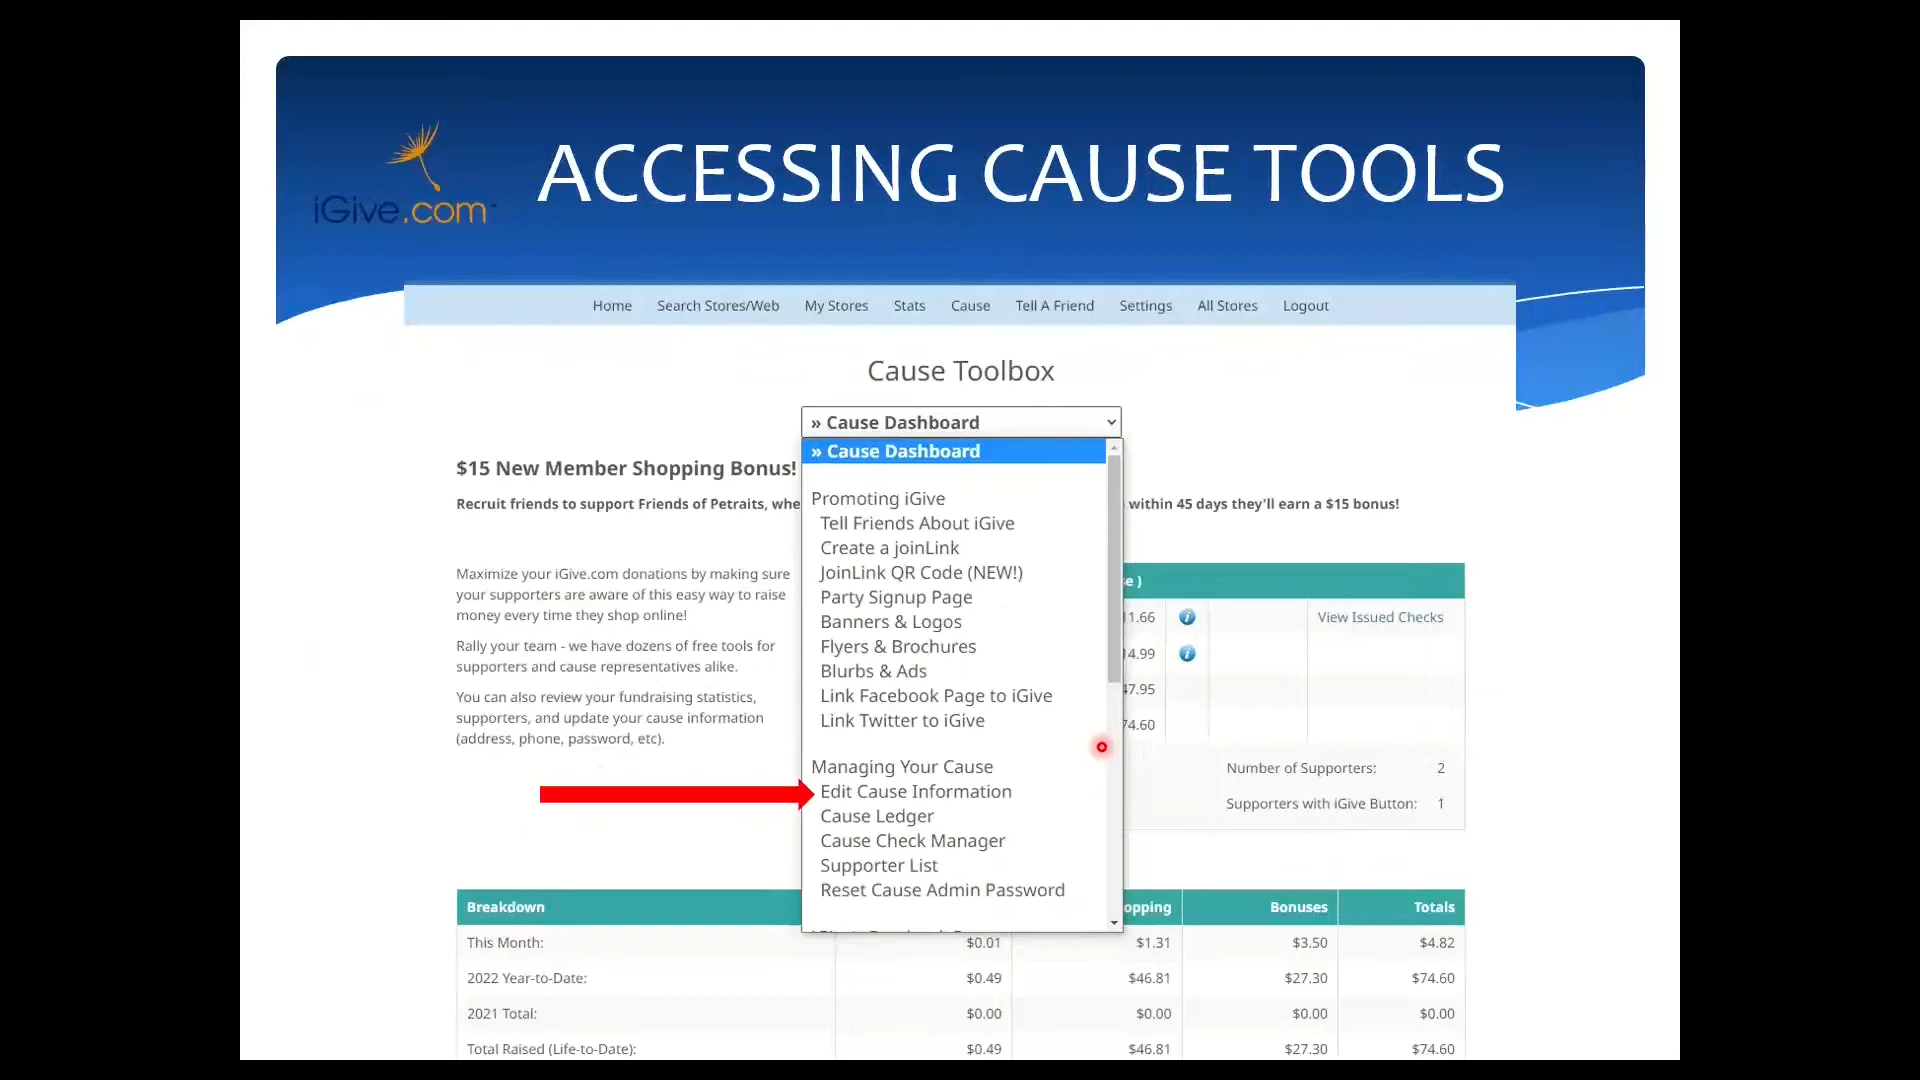 iGive.com
ACCESSING CAUSE TOOLS
Home Search Stores/Web My Stores Stats Cause Tell A Friend Settings All Stores Logout
Cause Toolbox
» Cause Dashboard
» Cause Dashboard
$15 New Member Shopping Bonus!
Recruit friends to support Friends of Petraits, within 45 days they'll earn a $15 bonus!
Promoting iGive
Tell Friends About iGive
Create a joinLink
JoinLink QR Code (NEW!)
Party Signup Page
Banners & Logos
Flyers & Brochures
Blurbs & Ads
Link Facebook Page to iGive
Link Twitter to iGive
Managing Your Cause
Edit Cause Information
Cause Ledger
Cause Check Manager
Supporter List
Reset Cause Admin Password
Maximize your iGive.com donations by making sure
your supporters are aware of this easy way to raise
money every time they shop online!
Rally your team - we have dozens of free tools for
supporters and cause representatives alike.
You can also review your fundraising statistics,
supporters, and update your cause information
(address, phone, password, etc).
1.66 View Issued Checks
4.99
47.95
74.60
Number of Supporters: 2
Supporters with iGive Button: 1
Breakdown opping Bonuses Totals
This Month: $0.01 $1.31 $3.50 $4.82
2022 Year-to-Date: $0.49 $46.81 $27.30 $74.60
2021 Total: $0.00 $0.00 $0.00 $0.00
Total Raised (Life-to-Date): $0.49 $46.81 $27.30 $74.60